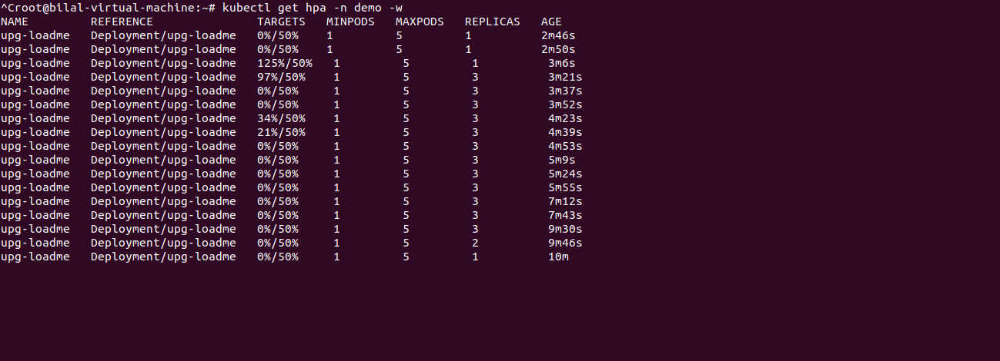 ^Croot@bilal-virtual-machine:~# kubectl get hpa -n demo -w
NAME         REFERENCE               TARGETS   MINPODS   MAXPODS   REPLICAS   AGE
upg-loadme   Deployment/upg-loadme   0%/50%    1         5         1          2m46s
upg-loadme   Deployment/upg-loadme   0%/50%    1         5         1          2m50s
upg-loadme   Deployment/upg-loadme   125%/50%   1         5         1          3m6s
upg-loadme   Deployment/upg-loadme   97%/50%    1         5         3          3m21s
upg-loadme   Deployment/upg-loadme   0%/50%     1         5         3          3m37s
upg-loadme   Deployment/upg-loadme   0%/50%     1         5         3          3m52s
upg-loadme   Deployment/upg-loadme   34%/50%    1         5         3          4m23s
upg-loadme   Deployment/upg-loadme   21%/50%    1         5         3          4m39s
upg-loadme   Deployment/upg-loadme   0%/50%     1         5         3          4m53s
upg-loadme   Deployment/upg-loadme   0%/50%     1         5         3          5m9s
upg-loadme   Deployment/upg-loadme   0%/50%     1         5         3          5m24s
upg-loadme   Deployment/upg-loadme   0%/50%     1         5         3          5m55s
upg-loadme   Deployment/upg-loadme   0%/50%     1         5         3          7m12s
upg-loadme   Deployment/upg-loadme   0%/50%     1         5         3          7m43s
upg-loadme   Deployment/upg-loadme   0%/50%     1         5         3          9m30s
upg-loadme   Deployment/upg-loadme   0%/50%     1         5         2          9m46s
upg-loadme   Deployment/upg-loadme   0%/50%     1         5         1          10m